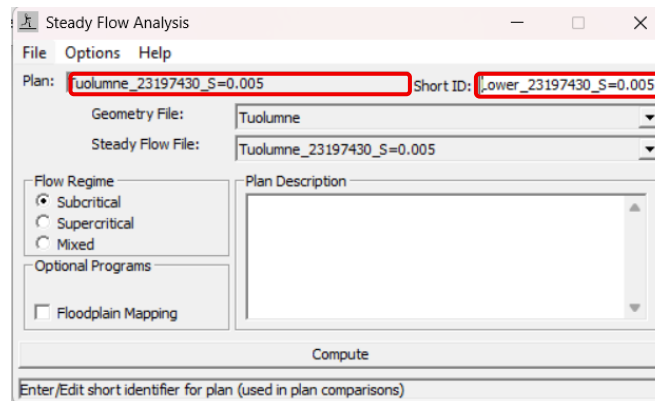 Steady Flow Analysis
File Options Help
Plan: Tuolumne_23197430_S=0.005 Short ID: Lower_23197430_S=0.005
Geometry File: Tuolumne
Steady Flow File: Tuolumne_23197430_S=0.005
Flow Regime
Subcritical
Supercritical
Mixed
Optional Programs
Floodplain Mapping
Plan Description
Compute
Enter/Edit short identifier for plan (used in plan comparisons)